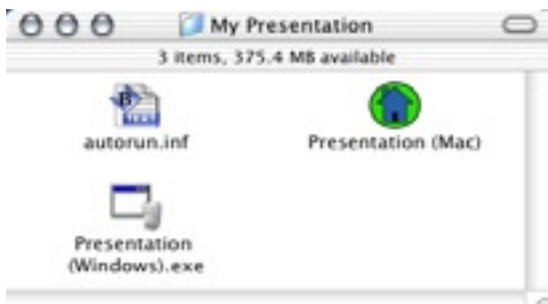 My Presentation
3 items, 375.4 MB available
autorun.inf
Presentation (Mac)
Presentation
(Windows).exe